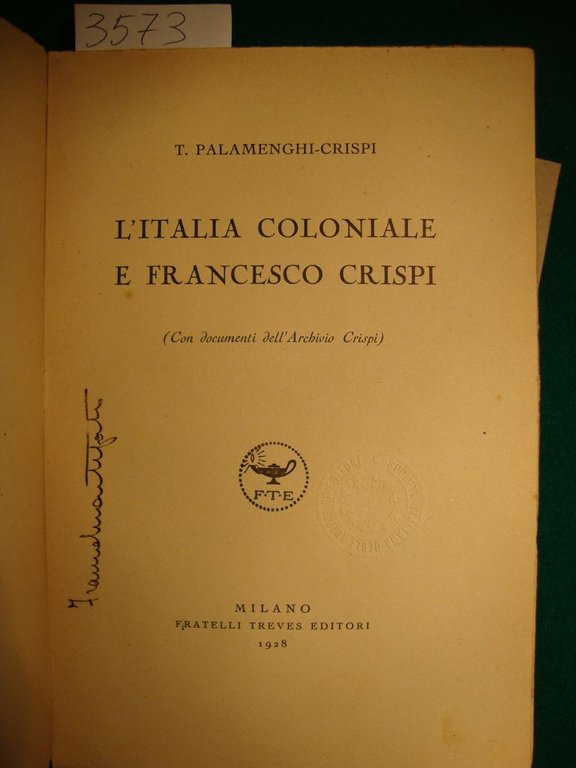 3573
T. PALAMENGHI-CRISPI
L'ITALIA COLONIALE
E FRANCESCO CRISPI
(Con documenti dell'Archivio Crispi)
F·T·E
MILANO
FRATELLI TREVES EDITORI
1928